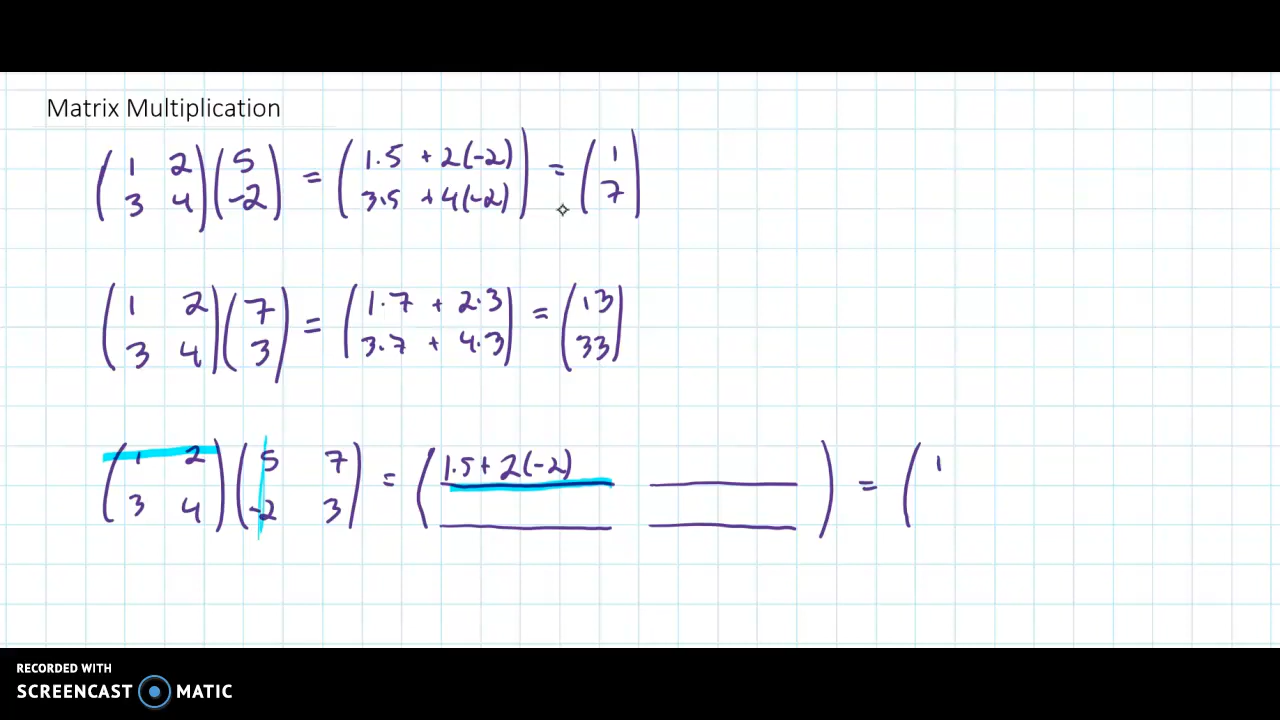 Matrix Multiplication
( 1 2 ) ( 5 ) = ( 1·5 + 2(-2) ) = ( 1 )
( 3 4 ) ( -2 ) ( 3·5 + 4(-2) ) ( 7 )
( 1 2 ) ( 7 ) = ( 1·7 + 2·3 ) = ( 13 )
( 3 4 ) ( 3 ) ( 3·7 + 4·3 ) ( 33 )
( 1 2 ) ( 5 7 ) = ( 1·5 + 2(-2) ) = ( 1
( 3 4 ) ( -2 3 )
RECORDED WITH
SCREENCAST MATIC